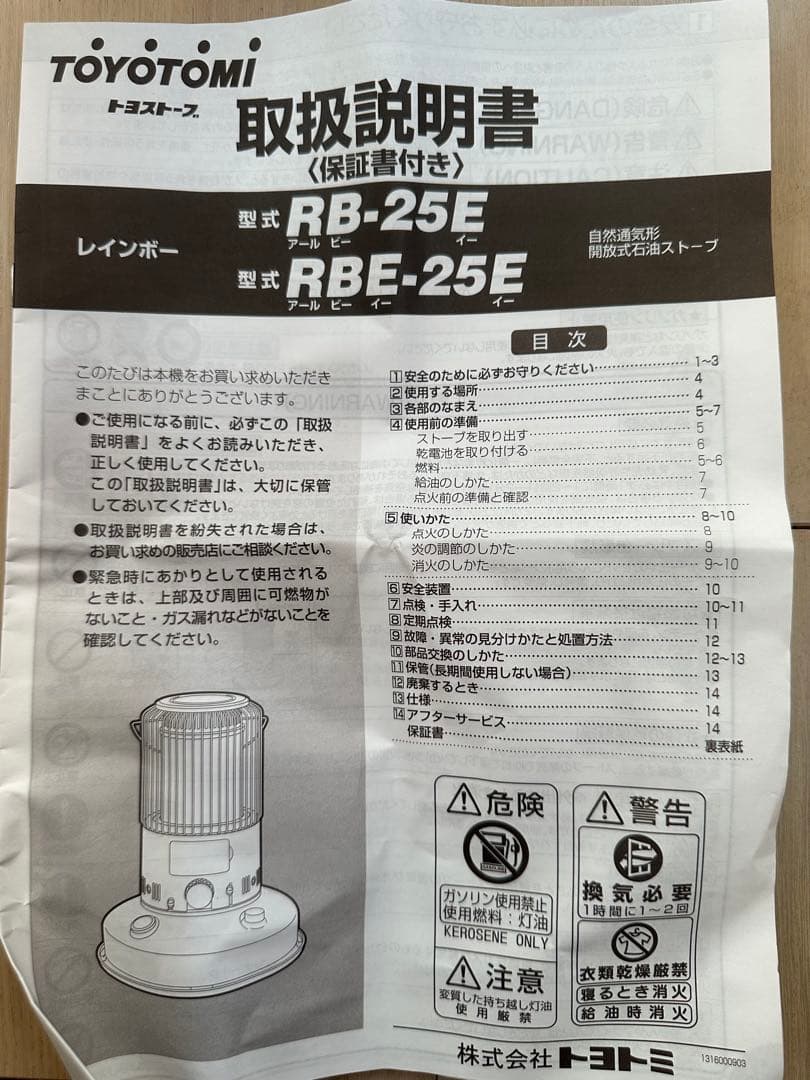 TOYOTOMI
トヨストーブ
取扱説明書
〈保証書付き〉
レインボー
型式 RB-25E
アール ビー イー
型式 RBE-25E
アール ビー イー イー
自然通気形
開放式石油ストーブ
このたびは本機をお買い求めいただき
まことにありがとうございます。
●ご使用になる前に、必ずこの「取扱
説明書」をよくお読みいただき、
正しく使用してください。
この「取扱説明書」は、大切に保管
しておいてください。
●取扱説明書を紛失された場合は、
お買い求めの販売店にご相談ください。
●緊急時にあかりとして使用される
ときは、上部及び周囲に可燃物が
ないこと・ガス漏れなどがないことを
確認してください。
目次
1 安全のために必ずお守りください 1~3
2 使用する場所 4
3 各部のなまえ 4
4 使用前の準備 5~7
ストーブを取り出す 5
乾電池を取り付ける 6
燃料 5~6
給油のしかた 7
点火前の準備と確認 7
5 使いかた 8~10
点火のしかた 8
炎の調節のしかた 9
消火のしかた 9~10
6 安全装置 10
7 点検・手入れ 10~11
8 定期点検 11
9 故障・異常の見分けかたと処置方法 12
10 部品交換のしかた 12~13
11 保管(長期間使用しない場合) 13
12 廃棄するとき 14
13 仕様 14
14 アフターサービス 14
保証書 裏表紙
危険
ガソリン使用禁止
使用燃料:灯油
KEROSENE ONLY
注意
変質した持ち越し灯油
使用厳禁
警告
換気必要
1時間に1~2回
衣類乾燥厳禁
寝るとき消火
給油時消火
株式会社トヨトミ
1316000903